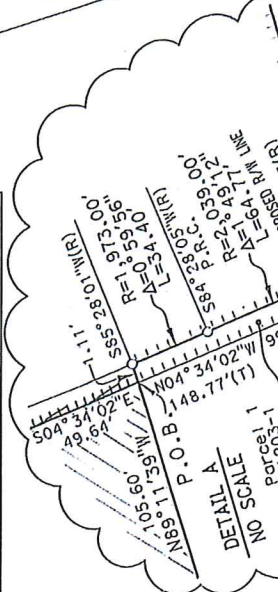 1.11'
S85°28'01"W(R)
R=1,973.00'
Δ=0°59'56"
L=34.40'
S84°28'05"W(R)
P.R.C.
R=2,039.00'
Δ=1°49'12"
L=64.77'
R/W LINE
S04°34'02"E
49.64'
N04°34'02"W
148.77'(T)
105.60'
N89°11'39"W
P.O.B.
DETAIL A
NO SCALE
Parcel 1